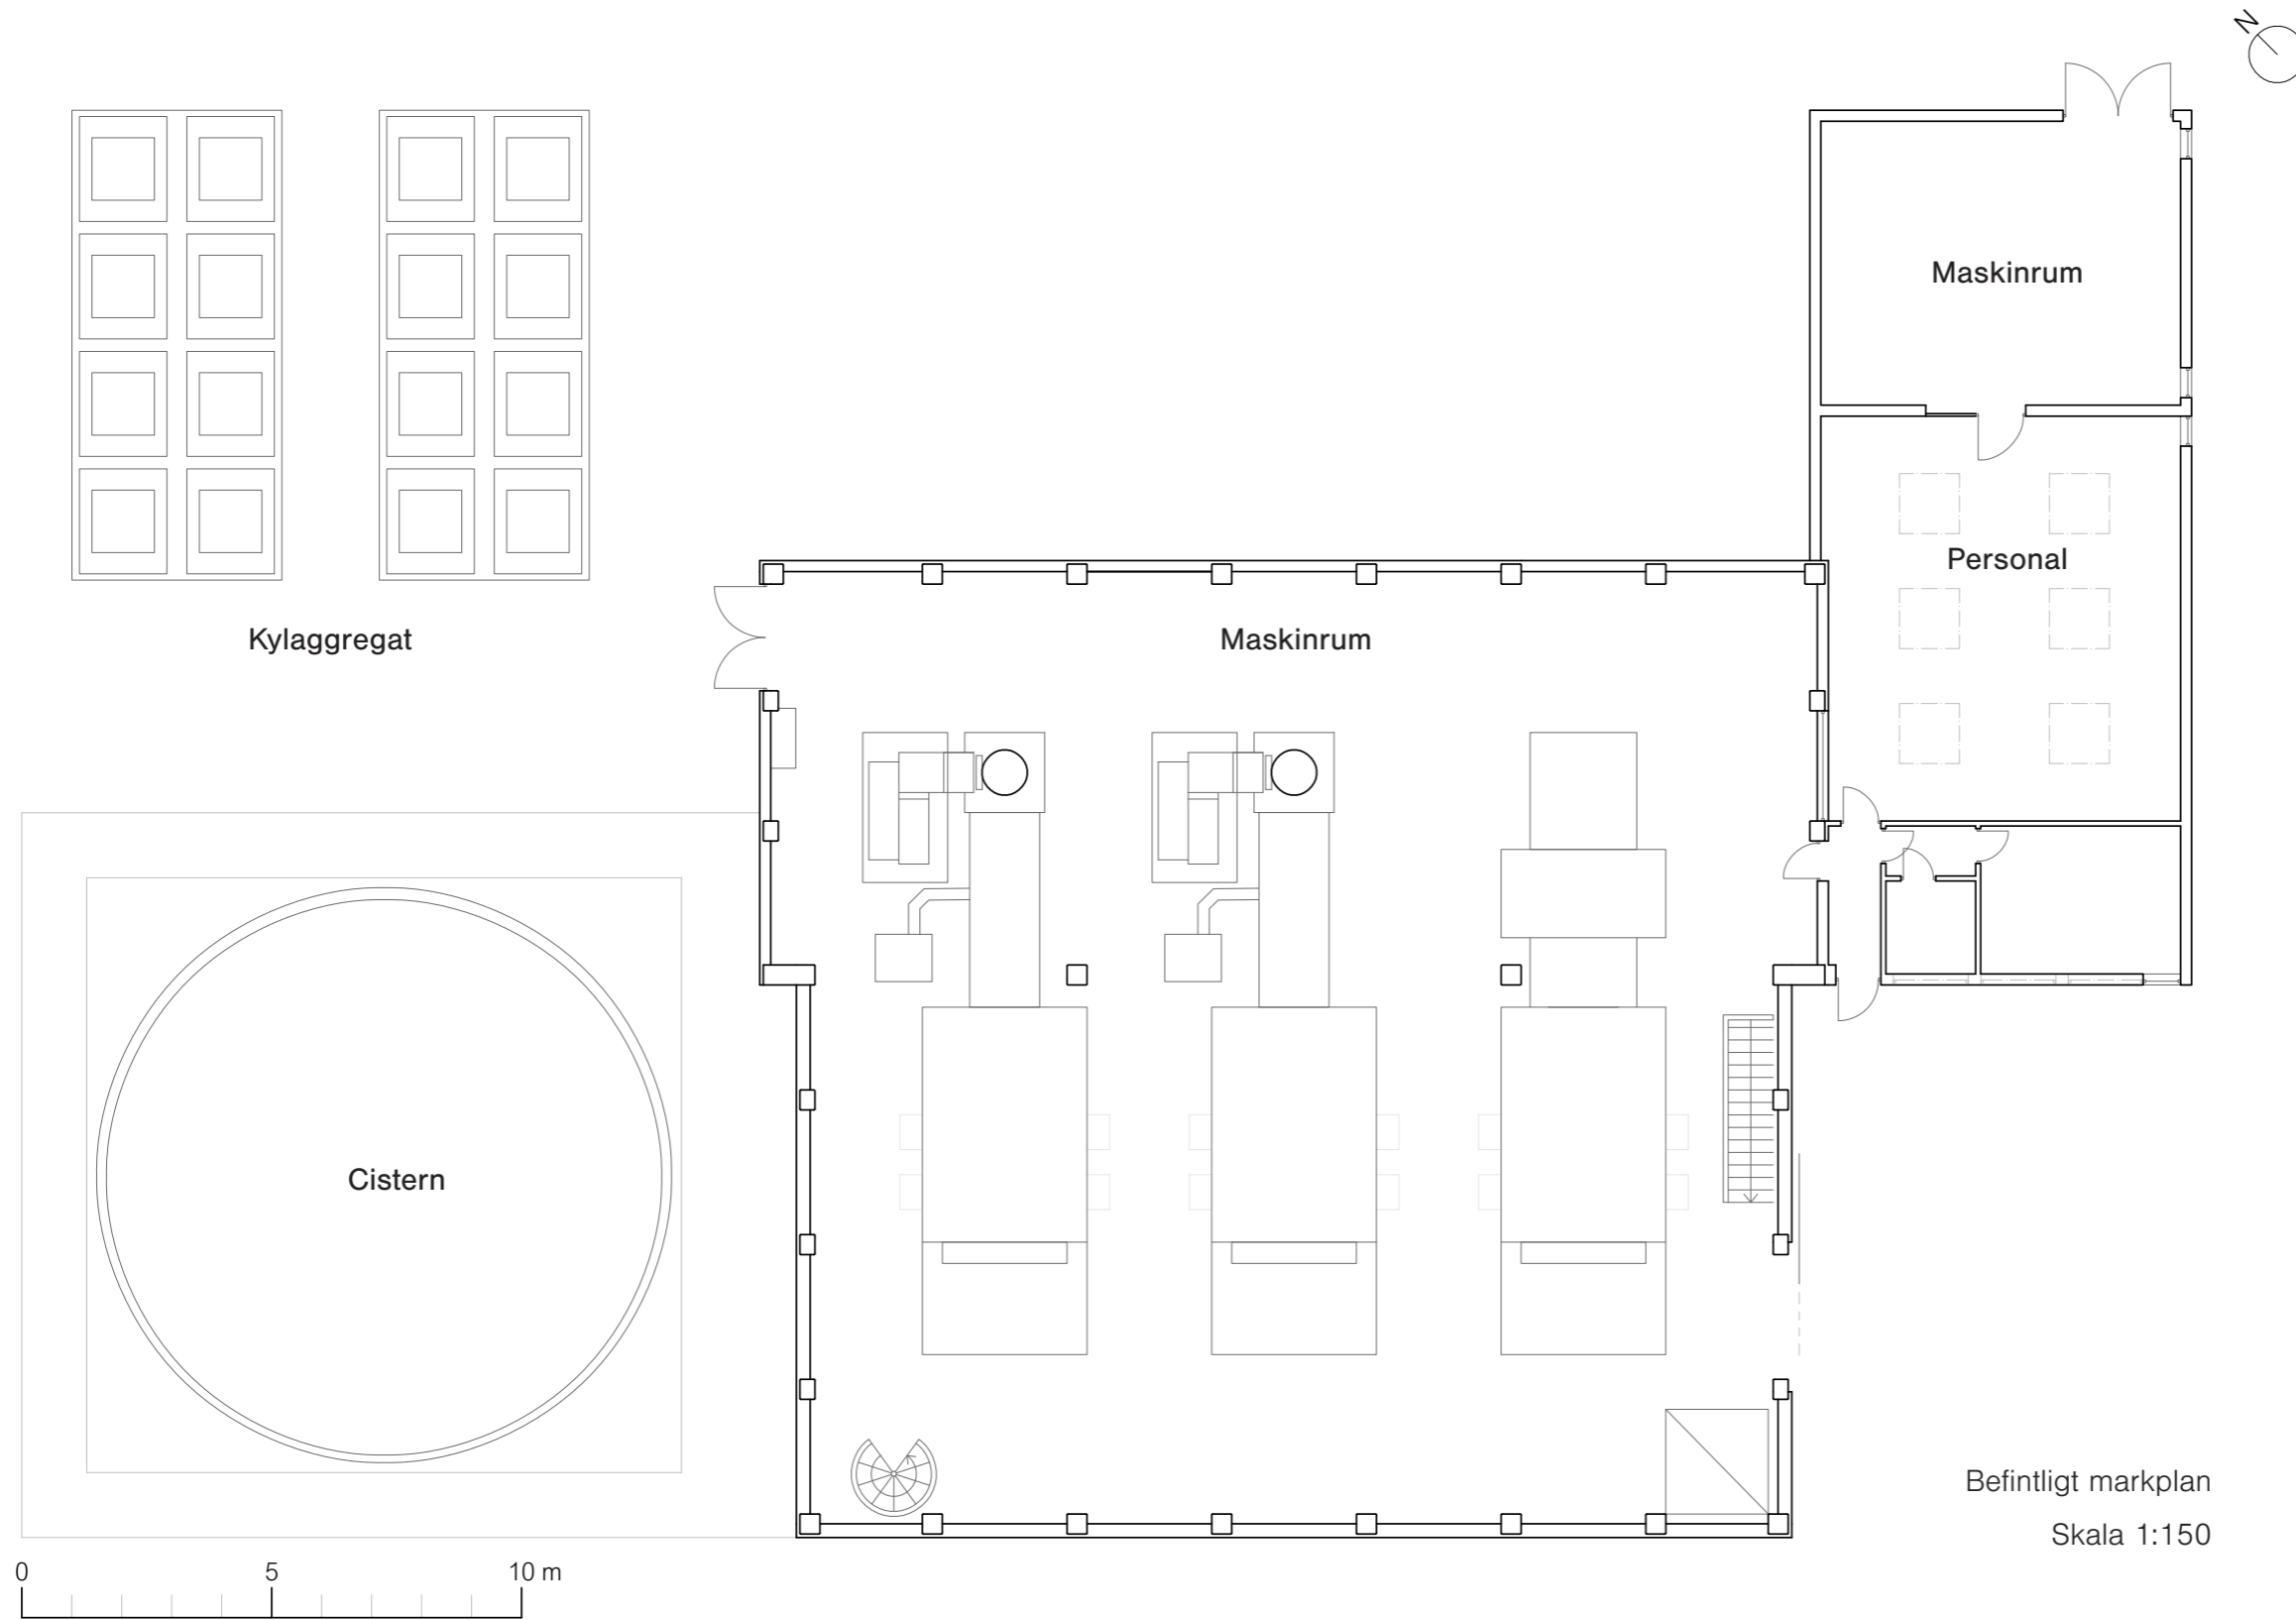 N
Maskinrum
Personal
Kylaggregat
Maskinrum
Cistern
Befintligt markplan
Skala 1:150
0 5 10 m